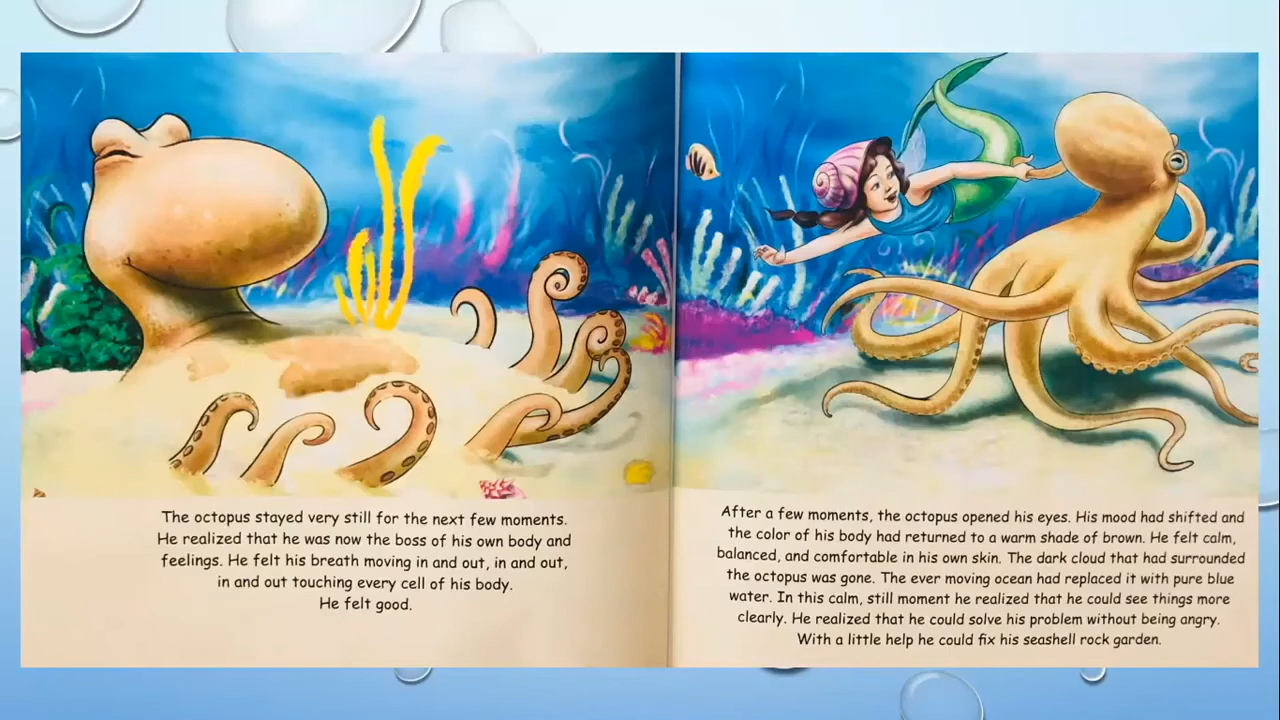 The octopus stayed very still for the next few moments.
He realized that he was now the boss of his own body and
feelings. He felt his breath moving in and out, in and out,
in and out touching every cell of his body.
He felt good.
After a few moments, the octopus opened his eyes. His mood had shifted and
the color of his body had returned to a warm shade of brown. He felt calm,
balanced, and comfortable in his own skin. The dark cloud that had surrounded
the octopus was gone. The ever moving ocean had replaced it with pure blue
water. In this calm, still moment he realized that he could see things more
clearly. He realized that he could solve his problem without being angry.
With a little help he could fix his seashell rock garden.